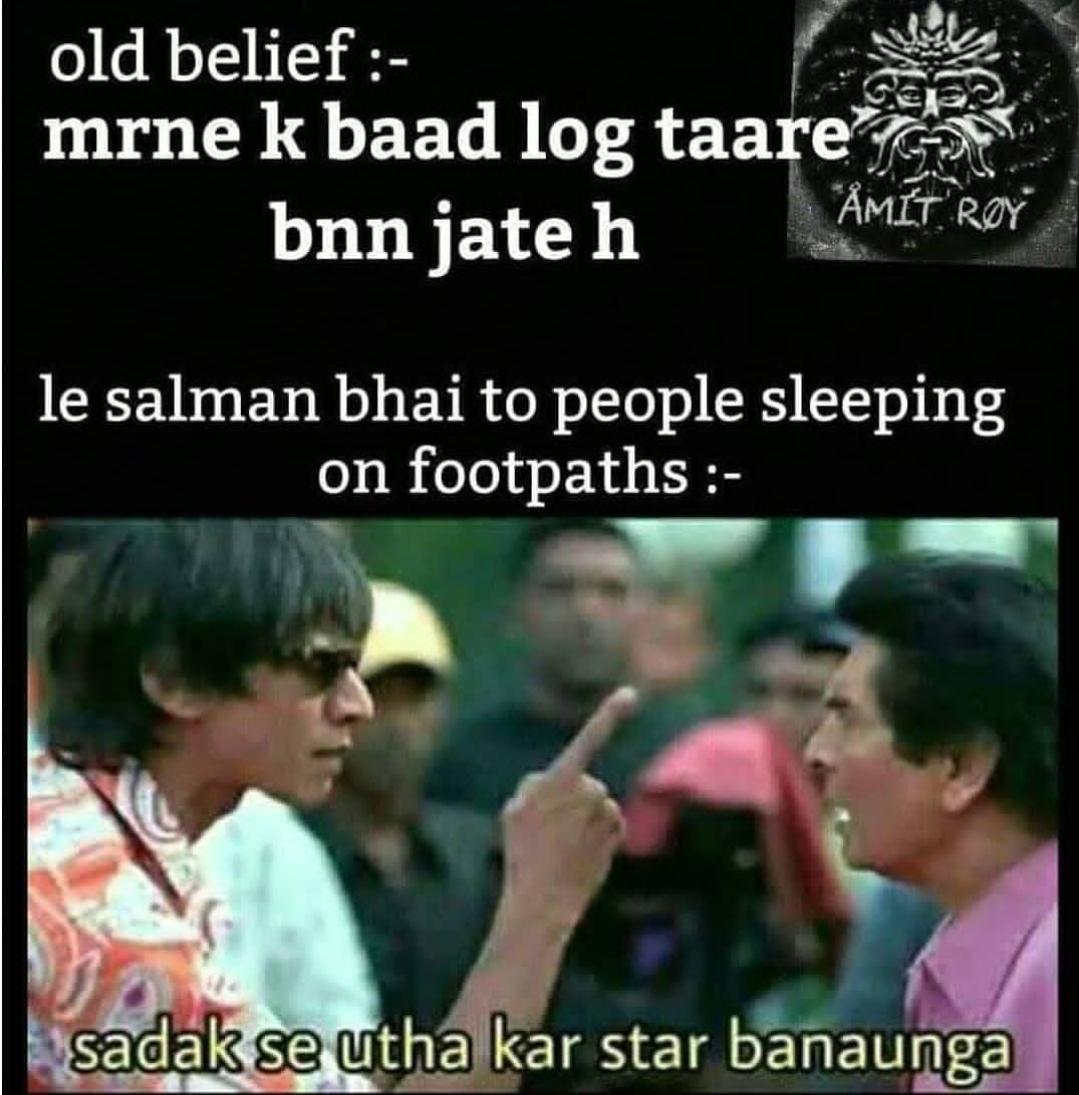 old belief :-
mrne k baad log taare
bnn jate h
ÅMÍT RØY
le salman bhai to people sleeping
on footpaths :-
sadak se utha kar star banaunga